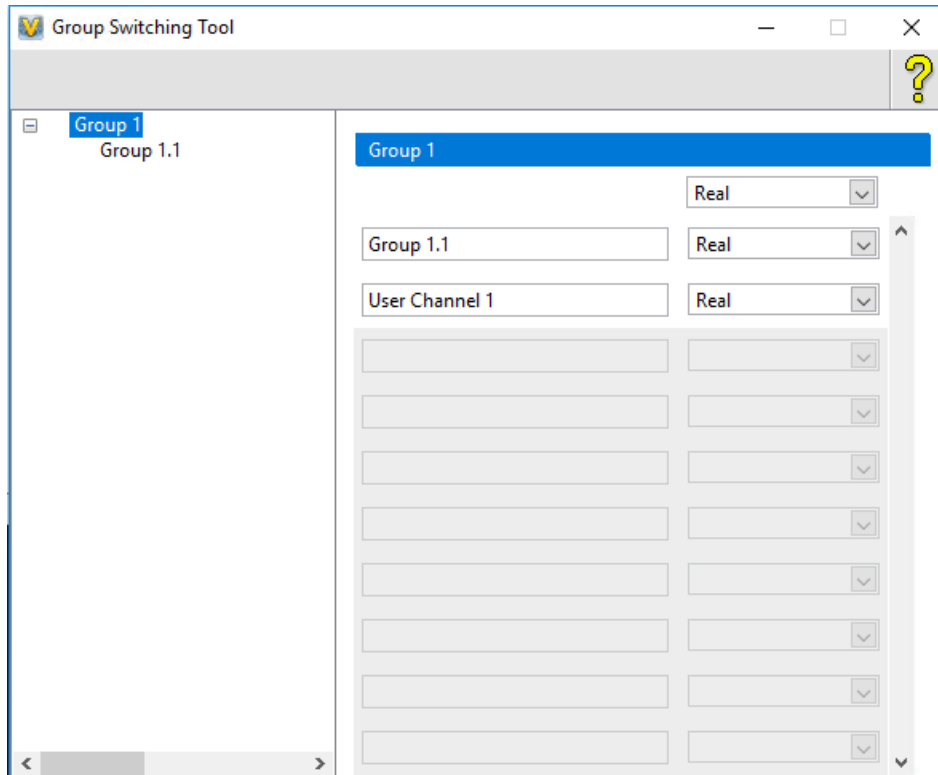 Group Switching Tool
Group 1
Group 1.1
Group 1
Real
Group 1.1 Real
User Channel 1 Real